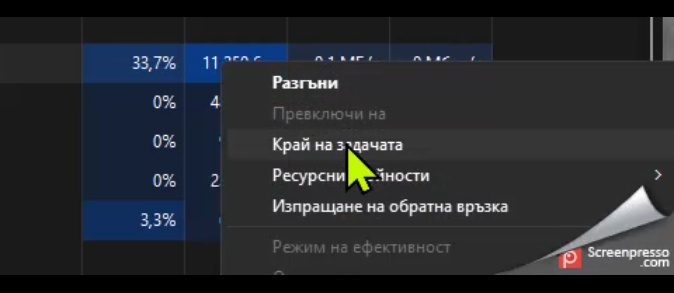 33,7%
Разгъни
0%
Превключи на
0%
Край на задачата
0%
Ресурсни
Изпращане на обратна връзка
3,3%
Режим на ефективност
Screenpresso
.com